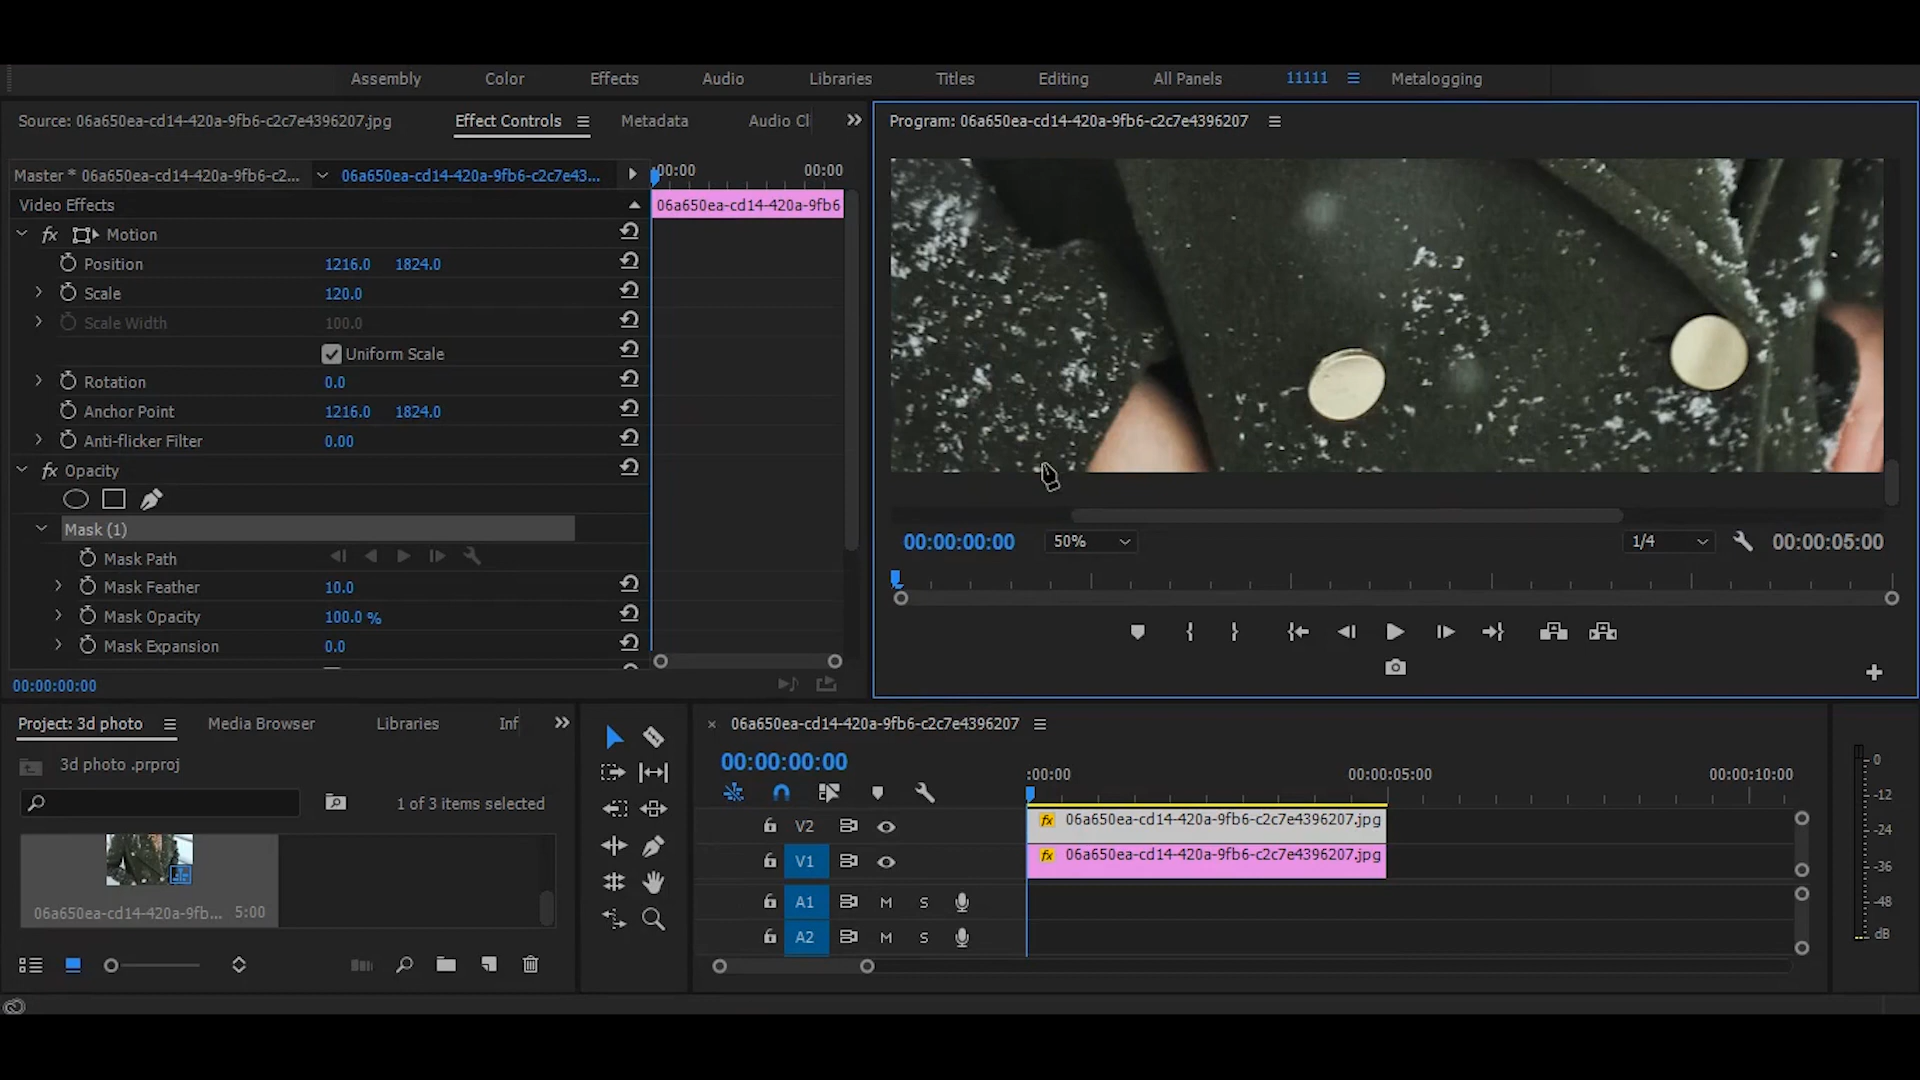 Assembly Color Effects Audio Libraries Titles Editing All Panels 11111 Metalogging
Source: 06a650ea-cd14-420a-9fb6-c2c7e4396207.jpg Effect Controls Metadata Audio Cl
Program: 06a650ea-cd14-420a-9fb6-c2c7e4396207
Master * 06a650ea-cd14-420a-9fb6-c2... 06a650ea-cd14-420a-9fb6-c2c7e43... :00:00 00:00
Video Effects 06a650ea-cd14-420a-9fb6
fx Motion
Position 1216.0 1824.0
Scale 120.0
Scale Width 100.0
Uniform Scale
Rotation 0.0
Anchor Point 1216.0 1824.0
Anti-flicker Filter 0.00
fx Opacity
Mask (1)
Mask Path
Mask Feather 10.0
Mask Opacity 100.0 %
Mask Expansion 0.0
00:00:00:00
00:00:00:00 50% 1/4 00:00:05:00
Project: 3d photo Media Browser Libraries Inf
3d photo .prproj
1 of 3 items selected
06a650ea-cd14-420a-9fb... 5:00
06a650ea-cd14-420a-9fb6-c2c7e4396207
00:00:00:00
:00:00 00:00:05:00 00:00:10:00
V2 fx 06a650ea-cd14-420a-9fb6-c2c7e4396207.jpg
V1 fx 06a650ea-cd14-420a-9fb6-c2c7e4396207.jpg
A1 M S
A2 M S
0
-12
-24
-36
-48
dB